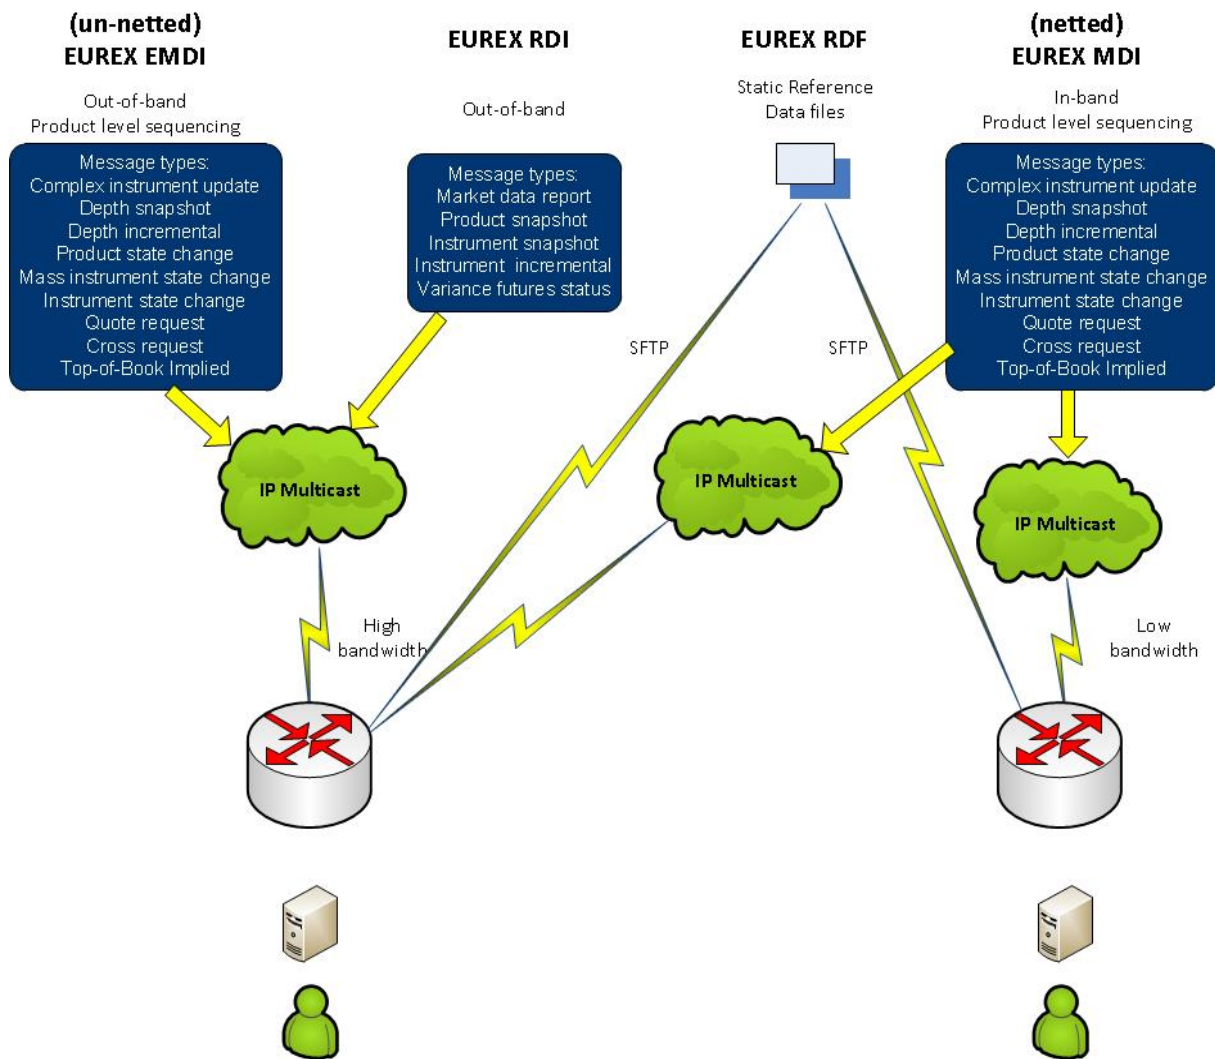 (un-netted)
EUREX EMDI
Out-of-band
Product level sequencing
Message types:
Complex instrument update
Depth snapshot
Depth incremental
Product state change
Mass instrument state change
Instrument state change
Quote request
Cross request
Top-of-Book Implied
EUREX RDI
Out-of-band
Message types:
Market data report
Product snapshot
Instrument snapshot
Instrument incremental
Variance futures status
EUREX RDF
Static Reference
Data files
(netted)
EUREX MDI
In-band
Product level sequencing
Message types:
Complex instrument update
Depth snapshot
Depth incremental
Product state change
Mass instrument state change
Instrument state change
Quote request
Cross request
Top-of-Book Implied
SFTP
SFTP
IP Multicast
IP Multicast
IP Multicast
High
bandwidth
Low
bandwidth